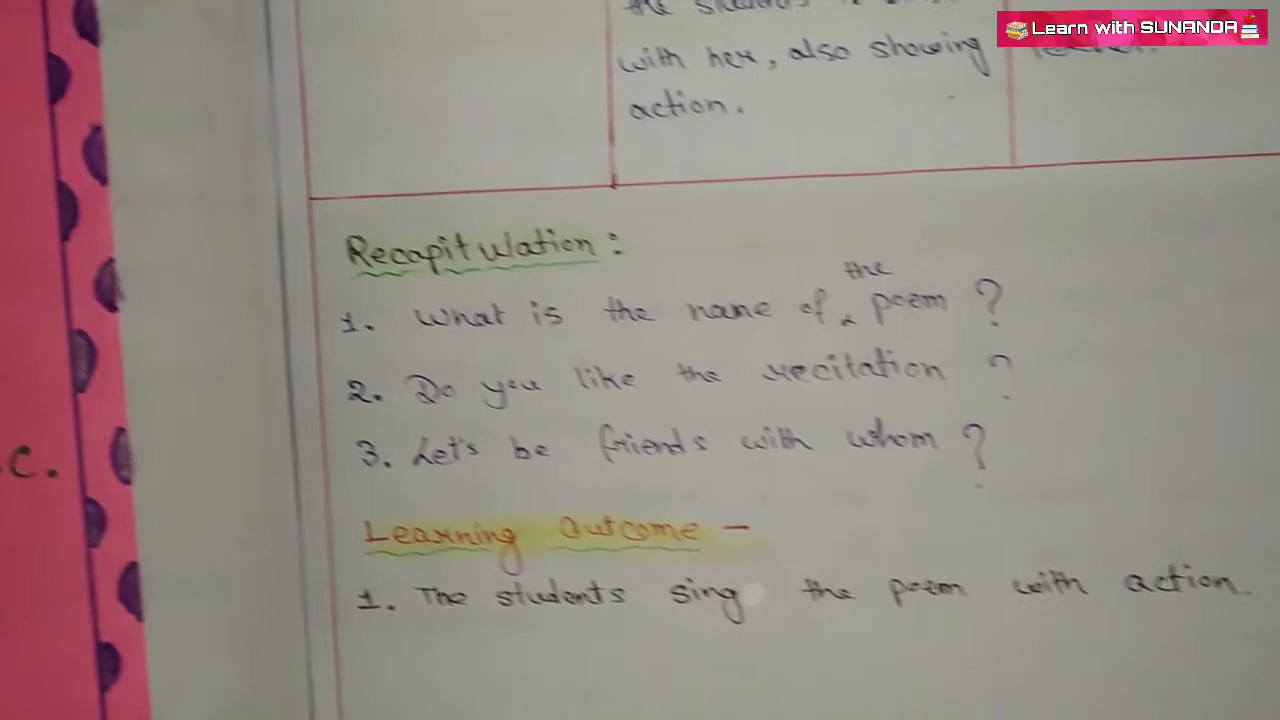 Learn with SUNANDA
with her, also showing
action.
Recapitulation:
the
1. What is the name of ^ poem ?
2. Do you like the recitation ?
3. Let's be friends with whom ?
C.
Learning Outcome -
1. The students sing the poem with action.